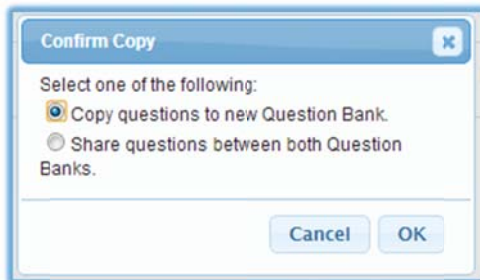 Confirm Copy
Select one of the following:
Copy questions to new Question Bank.
Share questions between both Question
Banks.
Cancel OK